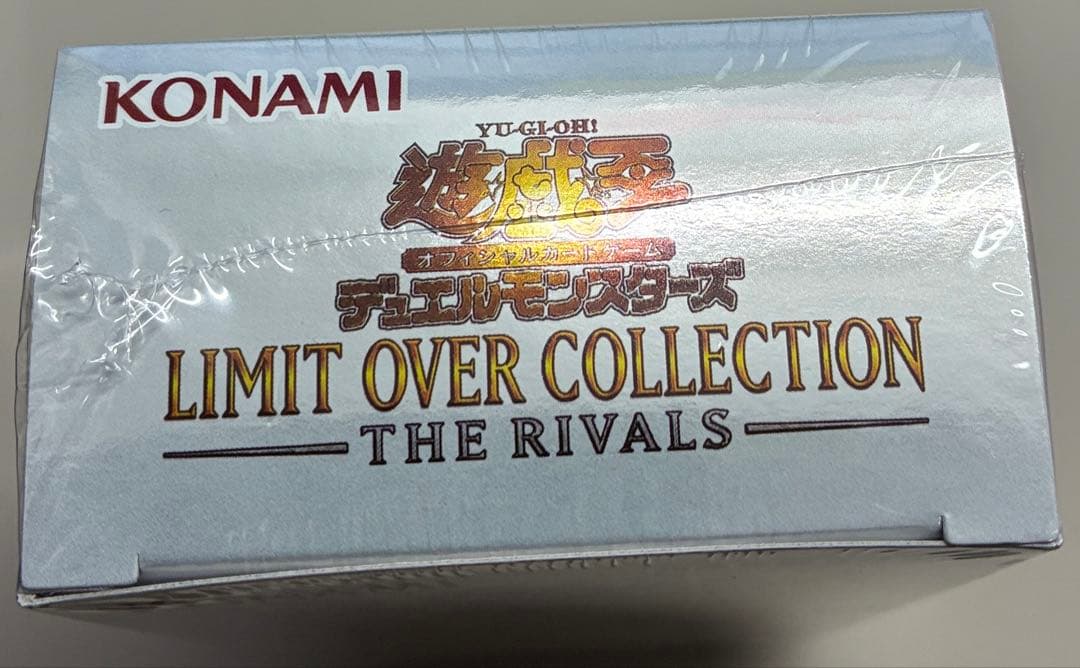 KONAMI
YU-GI-OH!
遊戯王
オフィシャルカードゲーム
デュエルモンスターズ
LIMIT OVER COLLECTION
THE RIVALS